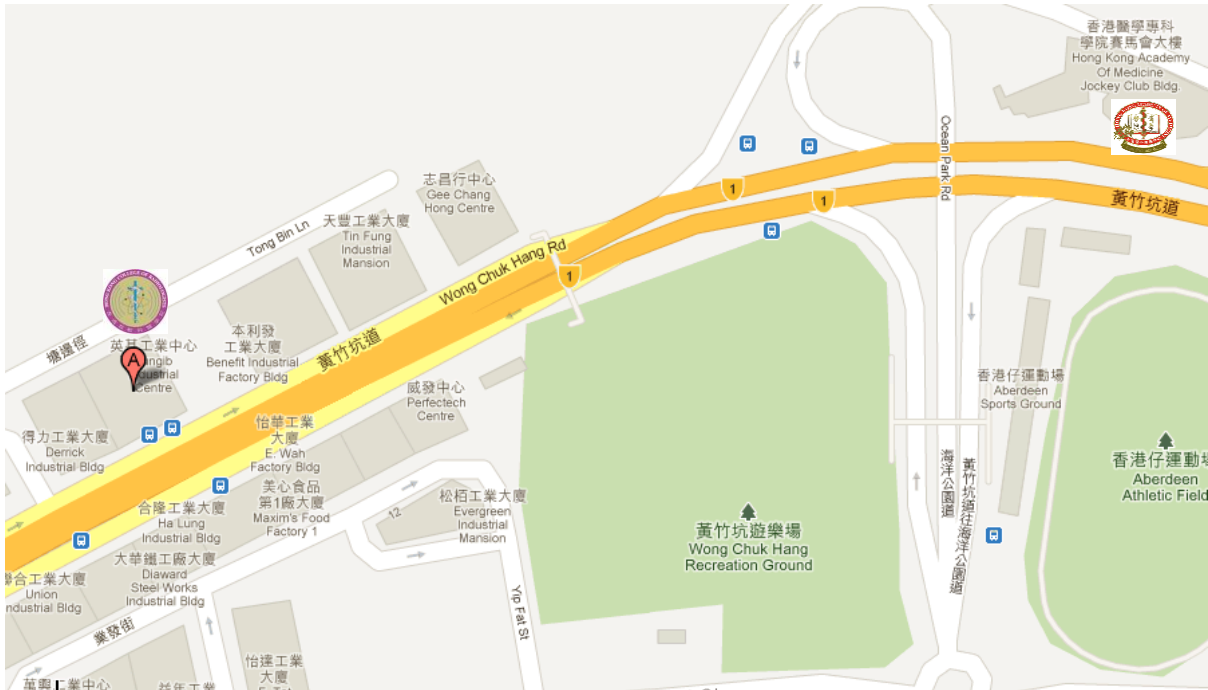 香港醫學專科
學院賽馬會大樓
Hong Kong Academy
Of Medicine
Jockey Club Bldg.
志昌行中心
Gee Chang
Hong Centre
天豐工業大廈
Tin Fung
Industrial
Mansion
Tong Bin Ln
塘邊徑
Ocean Park Rd
1
1
1
黃竹坑道
Wong Chuk Hang Rd
黃竹坑道
本利發
工業大廈
Benefit Industrial
Factory Bldg
英基工業中心
A
Centre
得力工業大廈
Derrick
Industrial Bldg
威發中心
Perfectech
Centre
怡華工業
大廈
E. Wah
Factory Bldg
美心食品
第1廠大廈
Maxim's Food
Factory 1
合隆工業大廈
Ha Lung
Industrial Bldg
大華鐵工廠大廈
Diaward
Steel Works
Industrial Bldg
聯合工業大廈
Union
Industrial Bldg
業發街
12
松栢工業大廈
Evergreen
Industrial
Mansion
Yip Fat St
黃竹坑遊樂場
Wong Chuk Hang
Recreation Ground
香港仔運動場
Aberdeen
Sports Ground
香港仔運動場
Aberdeen
Athletic Field
海洋公園道
黃竹坑道往海洋公園道
怡達工業
大廈
益年工業